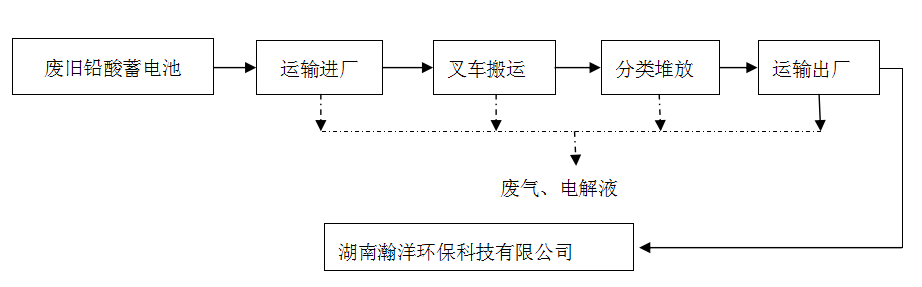 废旧铅酸蓄电池
运输进厂
叉车搬运
分类堆放
运输出厂
废气、电解液
湖南瀚洋环保科技有限公司